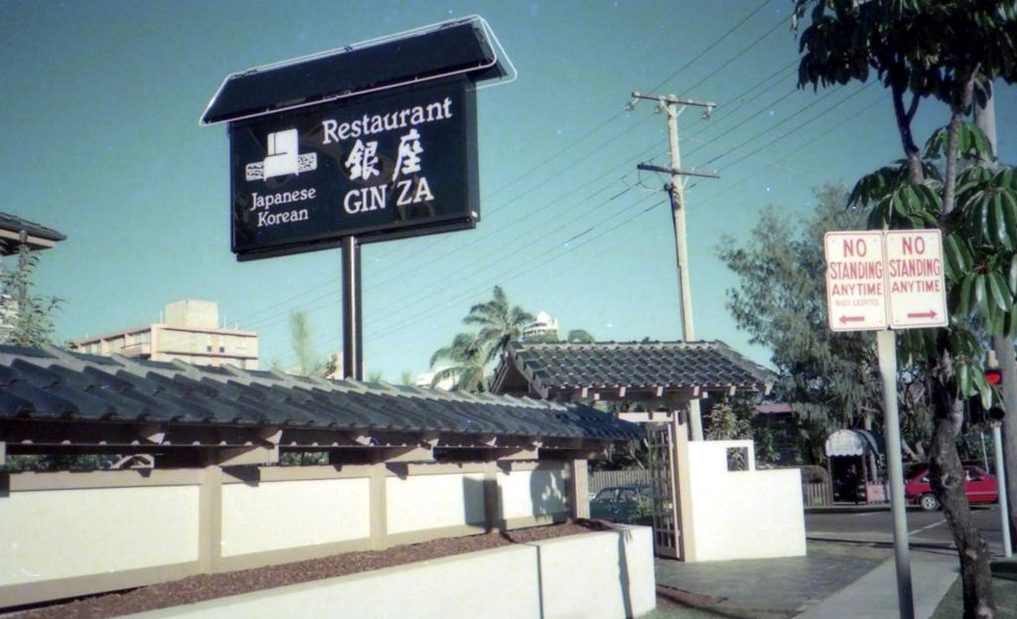 Restaurant
銀座
GIN ZA
Japanese
Korean
NO
STANDING
ANYTIME
NO
STANDING
ANYTIME